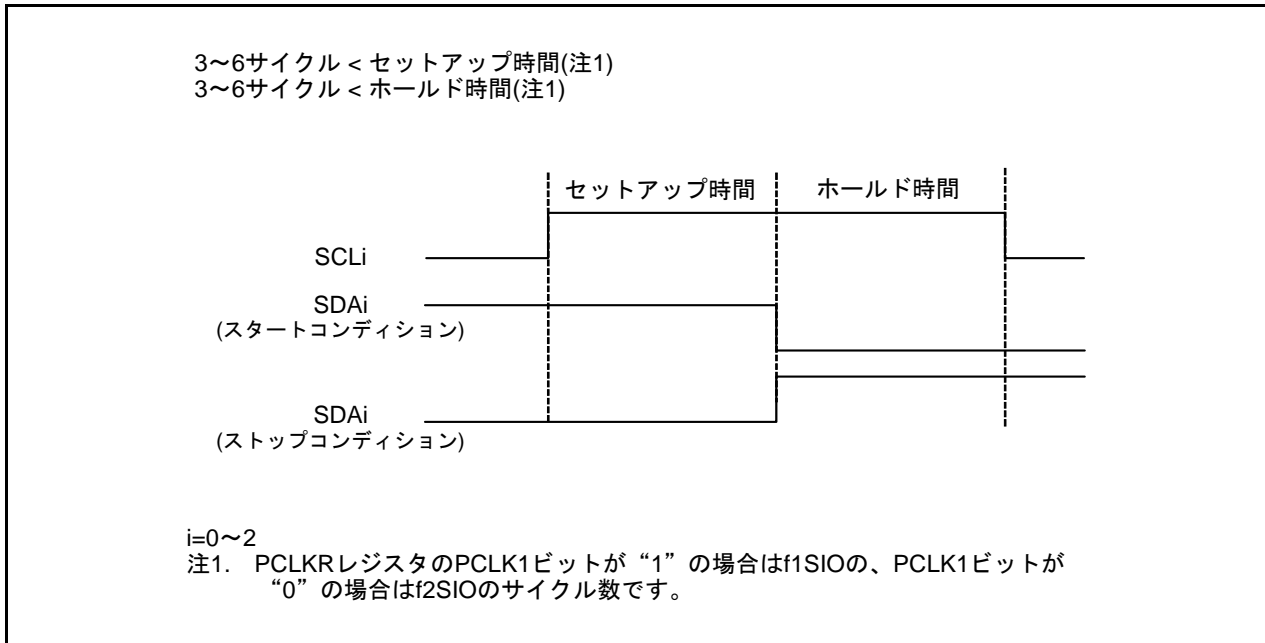 3～6サイクル < セットアップ時間(注1)
3～6サイクル < ホールド時間(注1)
セットアップ時間
ホールド時間
SCLi
SDAi
(スタートコンディション)
SDAi
(ストップコンディション)
i=0～2
注1. PCLKRレジスタのPCLK1ビットが“1”の場合はf1SIOの、PCLK1ビットが
“0”の場合はf2SIOのサイクル数です。